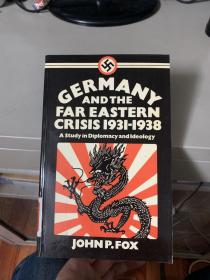 GERMANY
AND THE
FAR EASTERN
CRISIS 1931-1938
A Study in Diplomacy and Ideology
JOHN P. FOX